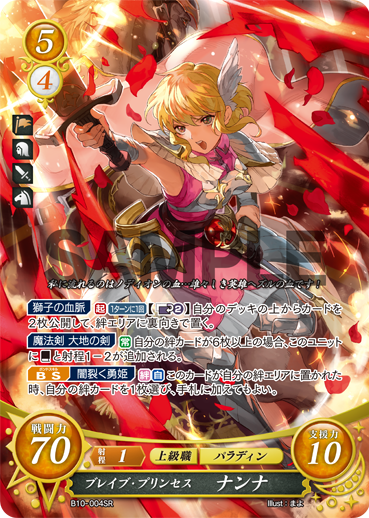 5
4
SAMPLE
私に流れるのはノディオンの血…雄々しき英雄ヘズルの血です!
獅子の血脈 起 1ターンに1回 【 2】自分のデッキの上からカードを
2枚公開して、絆エリアに裏向きで置く。
魔法剣 大地の剣 常 自分の絆カードが6枚以上の場合、このユニット
に と射程1-2が追加される。
ボンドスキル
BS 闇裂く勇姫 絆 自 このカードが自分の絆エリアに置かれた
時、自分の絆カードを1枚選び、手札に加えてもよい。
戦闘力
70
射程 1
上級職
パラディン
支援力
10
ブレイブ・プリンセス ナンナ
B10-004SR
Illust:まよ